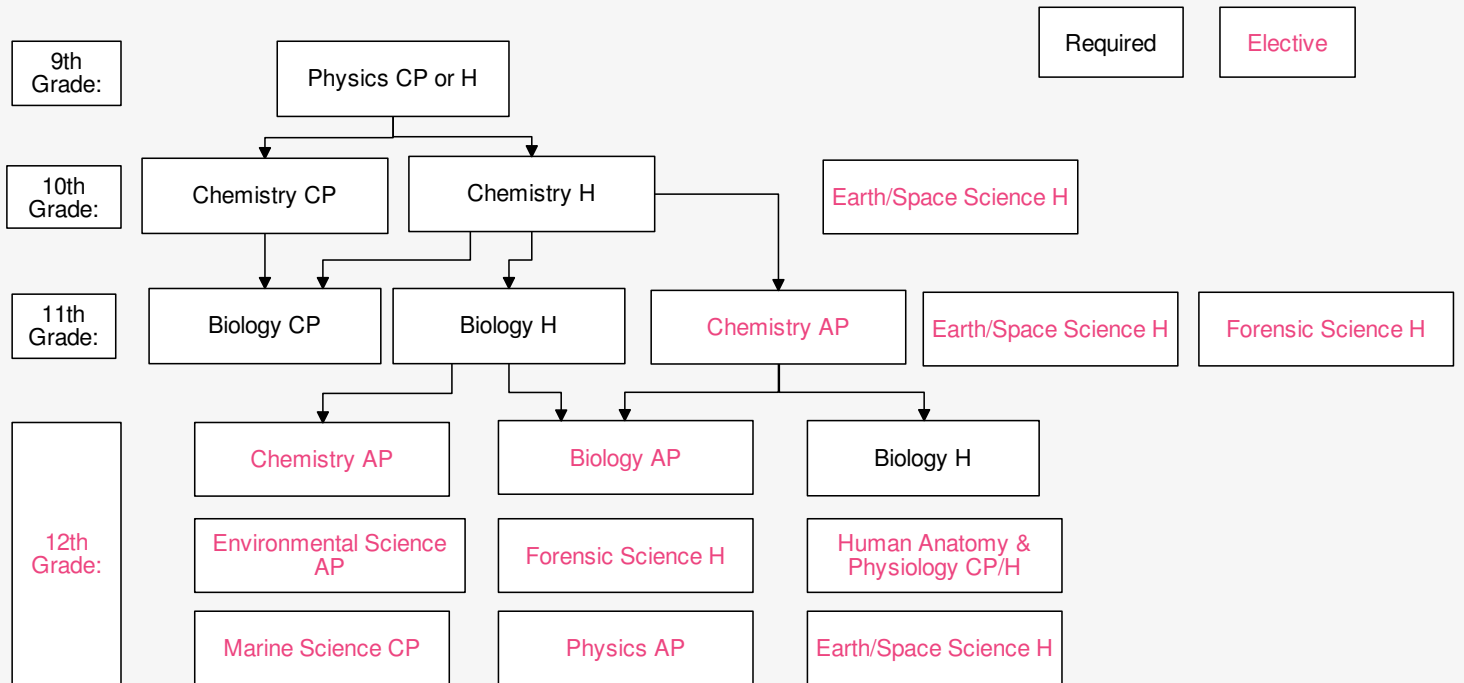 Required
Elective
9th
Grade:
Physics CP or H
10th
Grade:
Chemistry CP
Chemistry H
Earth/Space Science H
11th
Grade:
Biology CP
Biology H
Chemistry AP
Earth/Space Science H
Forensic Science H
12th
Grade:
Chemistry AP
Biology AP
Biology H
Environmental Science
AP
Forensic Science H
Human Anatomy &
Physiology CP/H
Marine Science CP
Physics AP
Earth/Space Science H